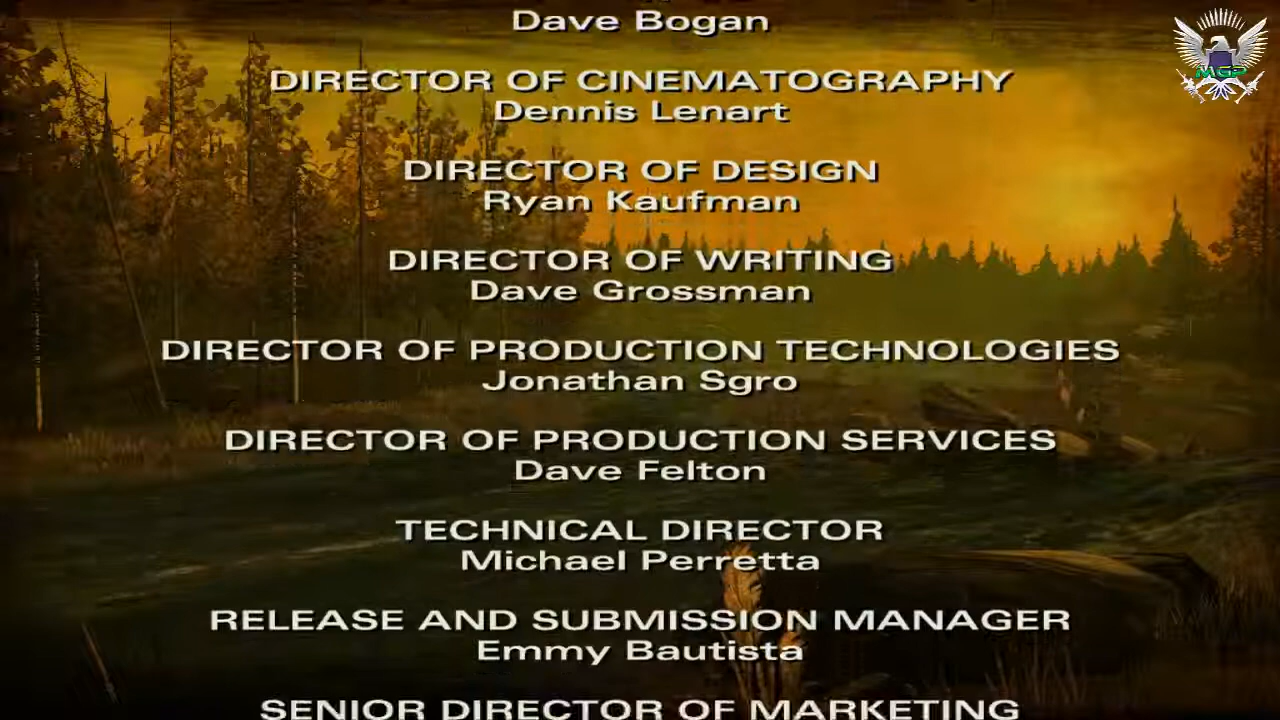 Dave Bogan
DIRECTOR OF CINEMATOGRAPHY
Dennis Lenart
DIRECTOR OF DESIGN
Ryan Kaufman
DIRECTOR OF WRITING
Dave Grossman
DIRECTOR OF PRODUCTION TECHNOLOGIES
Jonathan Sgro
DIRECTOR OF PRODUCTION SERVICES
Dave Felton
TECHNICAL DIRECTOR
Michael Perretta
RELEASE AND SUBMISSION MANAGER
Emmy Bautista
SENIOR DIRECTOR OF MARKETING
MGP